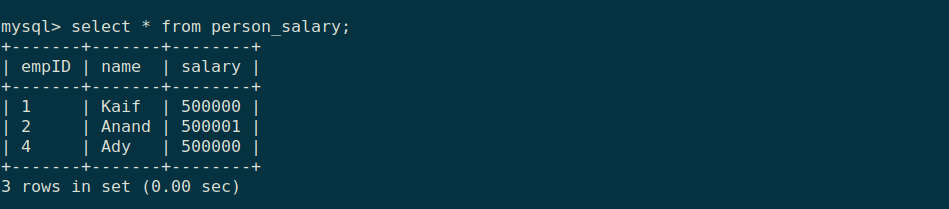 mysql> select * from person_salary;
+-------+-------+--------+
| empID | name  | salary |
+-------+-------+--------+
| 1     | Kaif  | 500000 |
| 2     | Anand | 500001 |
| 4     | Ady   | 500000 |
+-------+-------+--------+
3 rows in set (0.00 sec)